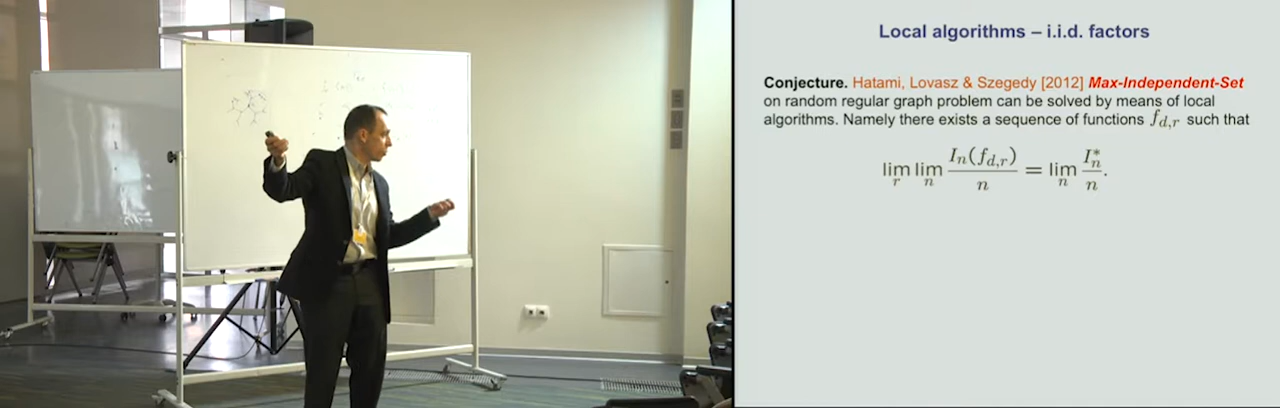 Local algorithms – i.i.d. factors
Conjecture. Hatami, Lovasz & Szegedy [2012] Max-Independent-Set
on random regular graph problem can be solved by means of local
algorithms. Namely there exists a sequence of functions f_{d,r} such that
lim_r lim_n I_n(f_{d,r})/n = lim_n I_n^*/n.